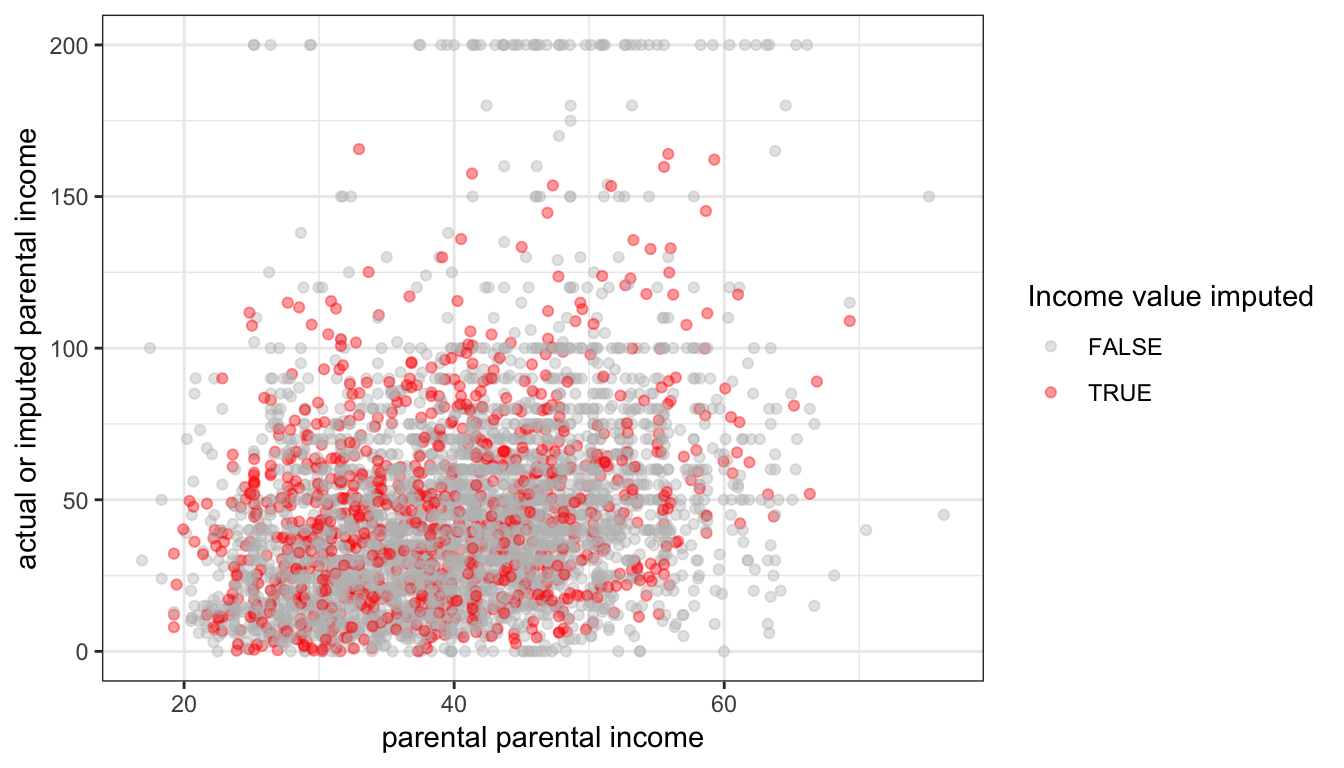 actual or imputed parental income
200
150
100
50
0
20 40 60
parental parental income
Income value imputed
FALSE
TRUE